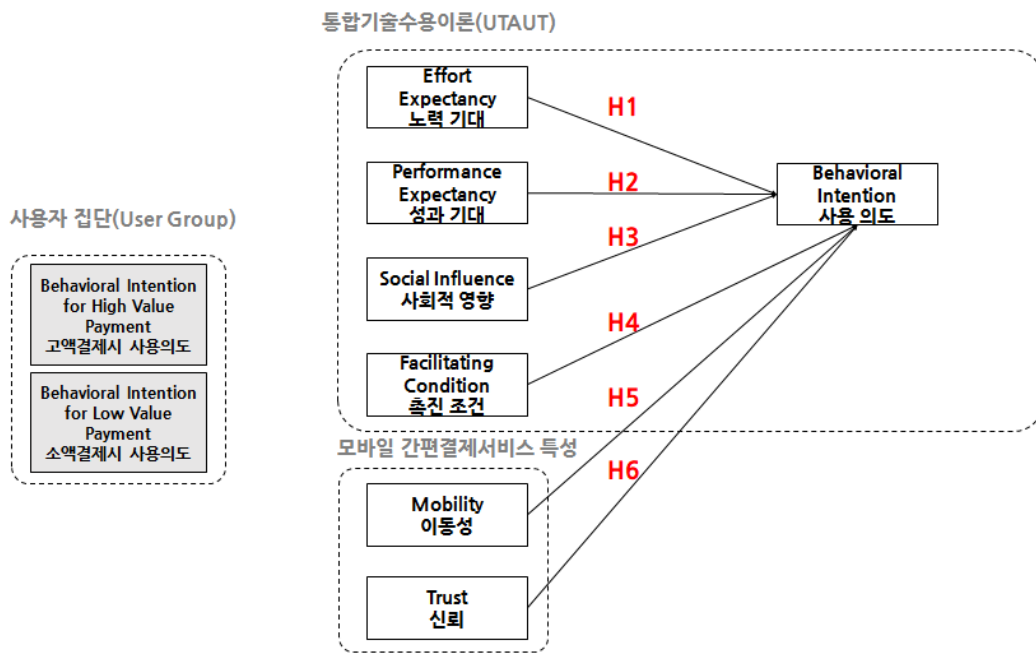 통합기술수용이론(UTAUT)
Effort
Expectancy
노력 기대
H1
Performance
Expectancy
성과 기대
H2
Behavioral
Intention
사용 의도
사용자 집단(User Group)
H3
Social Influence
사회적 영향
Behavioral Intention
for High Value
Payment
고액결제시 사용의도
H4
Facilitating
Condition
촉진 조건
Behavioral Intention
for Low Value
Payment
소액결제시 사용의도
H5
모바일 간편결제서비스 특성
H6
Mobility
이동성
Trust
신뢰